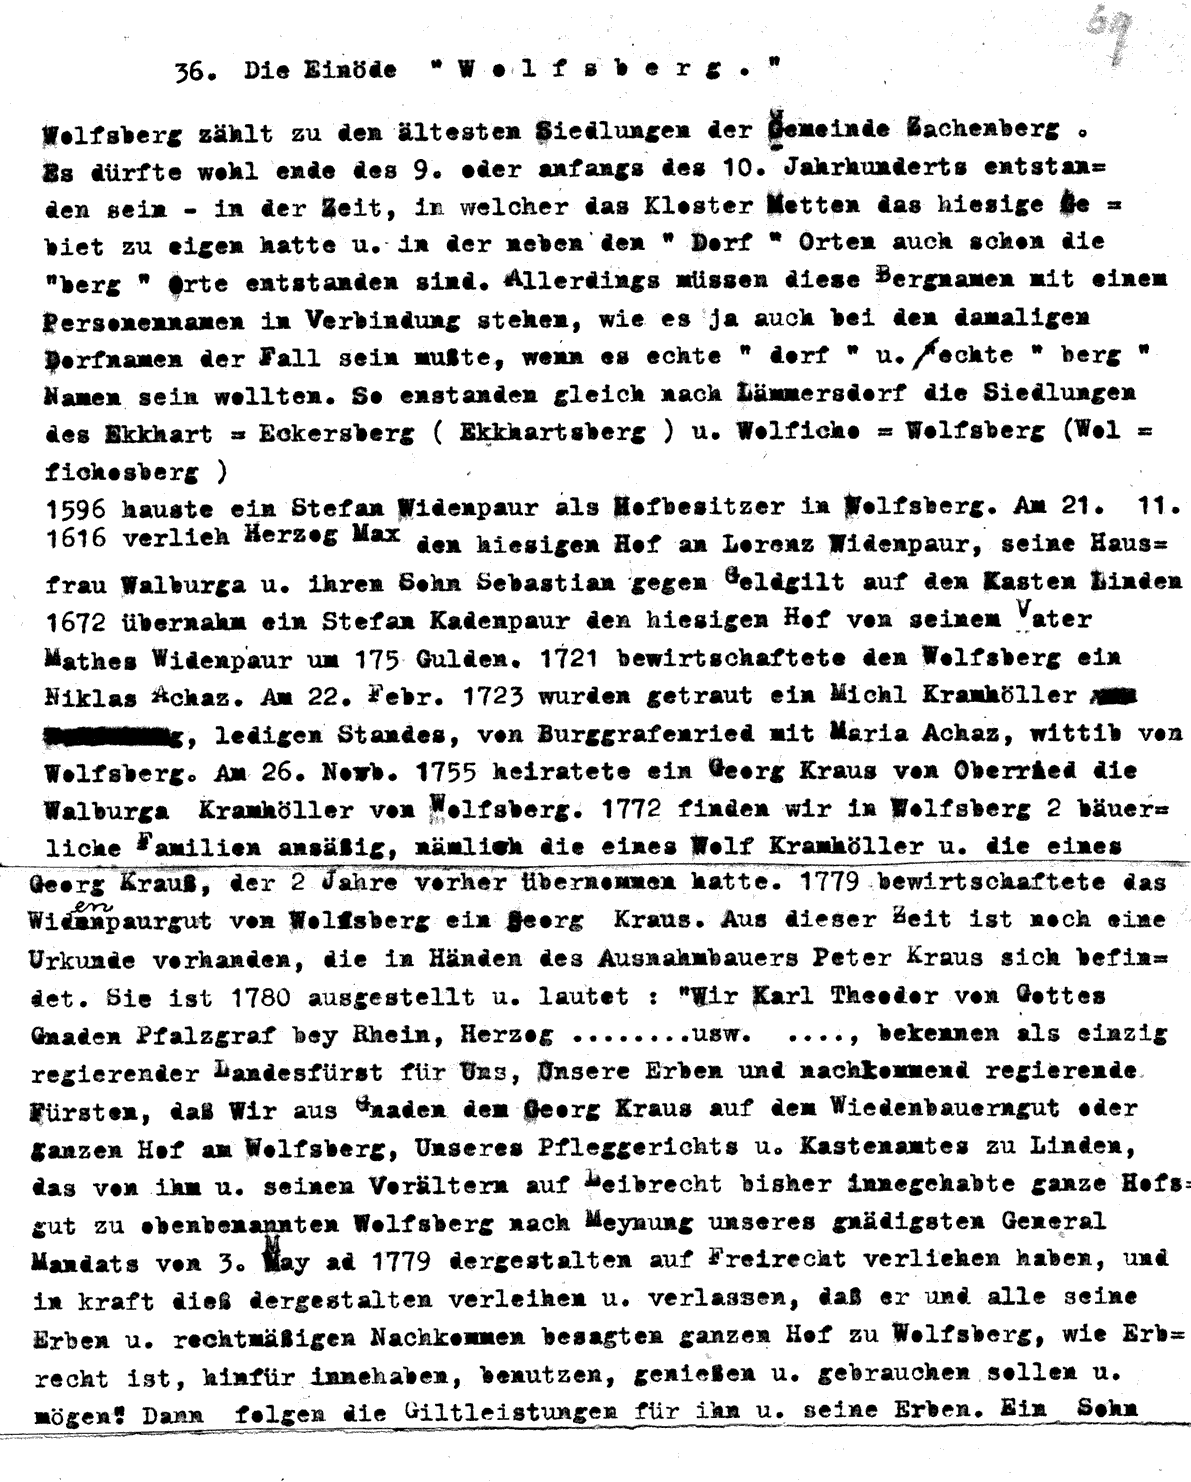 69
36. Die Einöde " W o l f s b e r g . "
Wolfsberg zählt zu den ältesten Siedlungen der Gemeinde Zachenberg .
Es dürfte wohl ende des 9. oder anfangs des 10. Jahrhunderts entstan=
den sein - in der Zeit, in welcher das Kloster Metten das hiesige Ge =
biet zu eigen hatte u. in der neben den " Dorf " Orten auch schon die
"berg " Orte entstanden sind. Allerdings müssen diese Bergnamen mit einem
Personennamen in Verbindung stehen, wie es ja auch bei den damaligen
Dorfnamen der Fall sein mußte, wenn es echte " dorf " u. echte " berg "
Namen sein wollten. So enstanden gleich nach Lämmersdorf die Siedlungen
des Ekkhart = Eckersberg ( Ekkhartsberg ) u. Wolficho = Wolfsberg (Wol =
fichosberg )
1596 hauste ein Stefan Widenpaur als Hofbesitzer in Wolfsberg. Am 21. 11.
1616 verlieh Herzog Max den hiesigen Hof an Lorenz Widenpaur, seine Haus=
frau Walburga u. ihren Sohn Sebastian gegen Geldgilt auf den Kasten Linden
1672 übernahm ein Stefan Kadenpaur den hiesigen Hof von seinem Vater
Mathes Widenpaur um 175 Gulden. 1721 bewirtschaftete den Wolfsberg ein
Niklas Achaz. Am 22. Febr. 1723 wurden getraut ein Michl Kramhöller
, ledigen Standes, von Burggrafenried mit Maria Achaz, wittib von
Wolfsberg. Am 26. Novb. 1755 heiratete ein Georg Kraus von Oberried die
Walburga Kramhöller von Wolfsberg. 1772 finden wir in Wolfsberg 2 bäuer=
liche Familien ansäßig, nämlich die eines Wolf Kramhöller u. die eines
Georg Krauß, der 2 Jahre vorher übernommen hatte. 1779 bewirtschaftete das
Widenpaurgut von Wolfsberg ein Georg Kraus. Aus dieser Zeit ist noch eine
Urkunde vorhanden, die in Händen des Ausnahmbauers Peter Kraus sich befin=
det. Sie ist 1780 ausgestellt u. lautet : "Wir Karl Theodor von Gottes
Gnaden Pfalzgraf bey Rhein, Herzog ........usw. ...., bekennen als einzig
regierender Landesfürst für Uns, Unsere Erben und nachkommend regierende
Fürsten, daß Wir aus Gnaden dem Georg Kraus auf dem Wiedenbauerngut oder
ganzen Hof am Wolfsberg, Unseres Pfleggerichts u. Kastenamtes zu Linden,
das von ihm u. seinen Vorältern auf Leibrecht bisher innegehabte ganze Hofs=
gut zu obenbenannten Wolfsberg nach Meynung unseres gnädigsten General
Mandats von 3. May ad 1779 dergestalten auf Freirecht verliehen haben, und
in kraft dieß dergestalten verleihen u. verlassen, daß er und alle seine
Erben u. rechtmäßigen Nachkommen besagten ganzen Hof zu Wolfsberg, wie Erb=
recht ist, hinfür innehaben, benutzen, genießen u. gebrauchen sollen u.
mögen! Dann folgen die Giltleistungen für ihn u. seine Erben. Ein Sohn